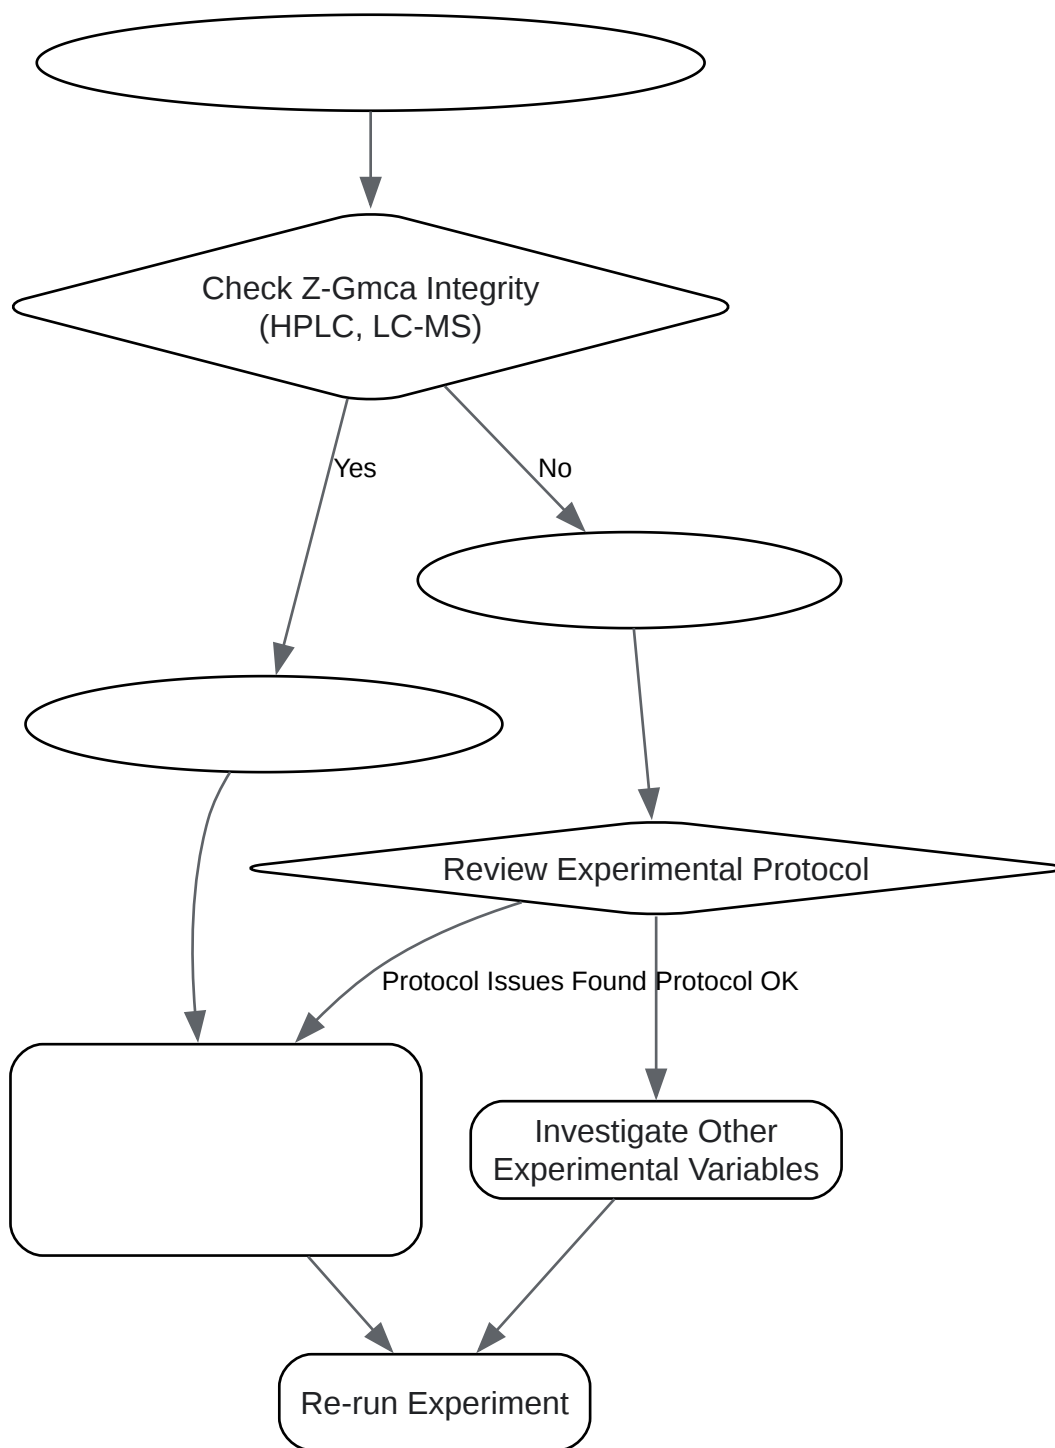 Check Z-Gmca Integrity
(HPLC, LC-MS)
Yes
No
Review Experimental Protocol
Protocol Issues Found
Protocol OK
Investigate Other
Experimental Variables
Re-run Experiment